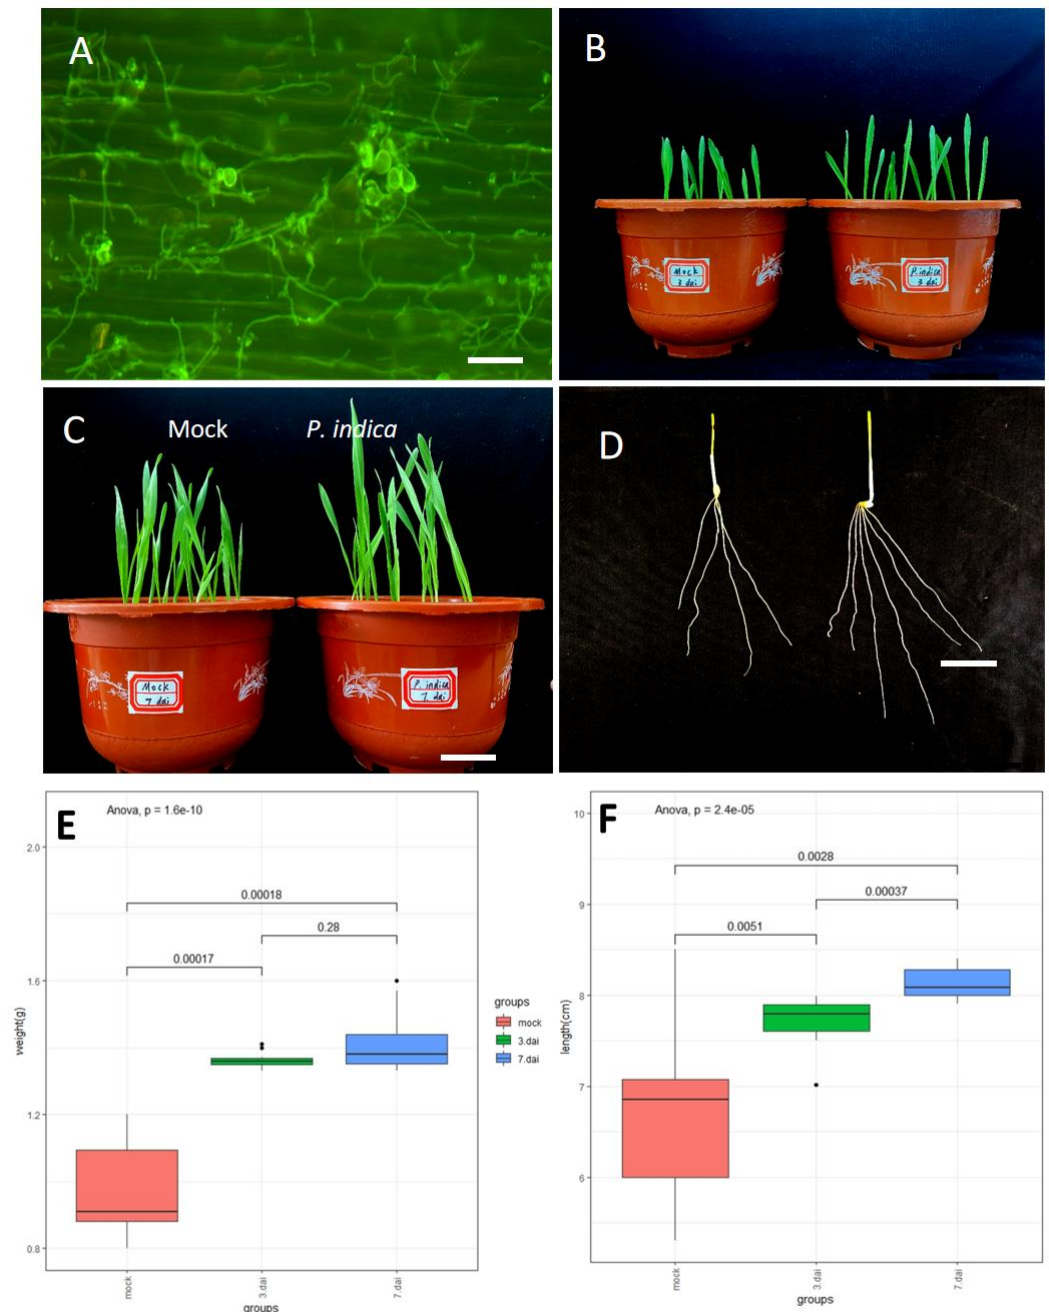 A
B
Mock
3 dai
P. indica
3 dai
C
Mock
P. indica
Mock
7 dai
P. indica
7 dai
D
E
Anova, p = 1.6e-10
2.0
0.00018
0.28
0.00017
1.6
1.2
0.8
weight(g)
mock
3.dai
7.dai
groups
groups
mock
3.dai
7.dai
F
Anova, p = 2.4e-05
10
0.0028
0.00037
9
0.0051
8
7
6
length(cm)
mock
3.dai
7.dai
groups